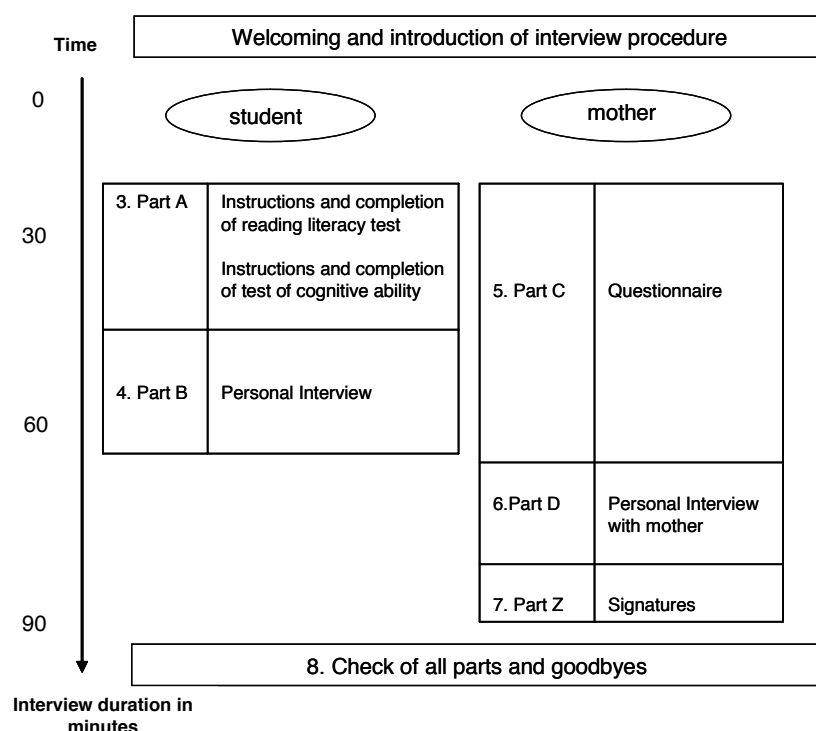 Welcoming and introduction of interview procedure
Time
0
student
mother
3. Part A
Instructions and completion
of reading literacy test
30
Instructions and completion
of test of cognitive ability
5. Part C
Questionnaire
4. Part B
Personal Interview
60
6.Part D
Personal Interview
with mother
7. Part Z
Signatures
90
8. Check of all parts and goodbyes
Interview duration in
minutes